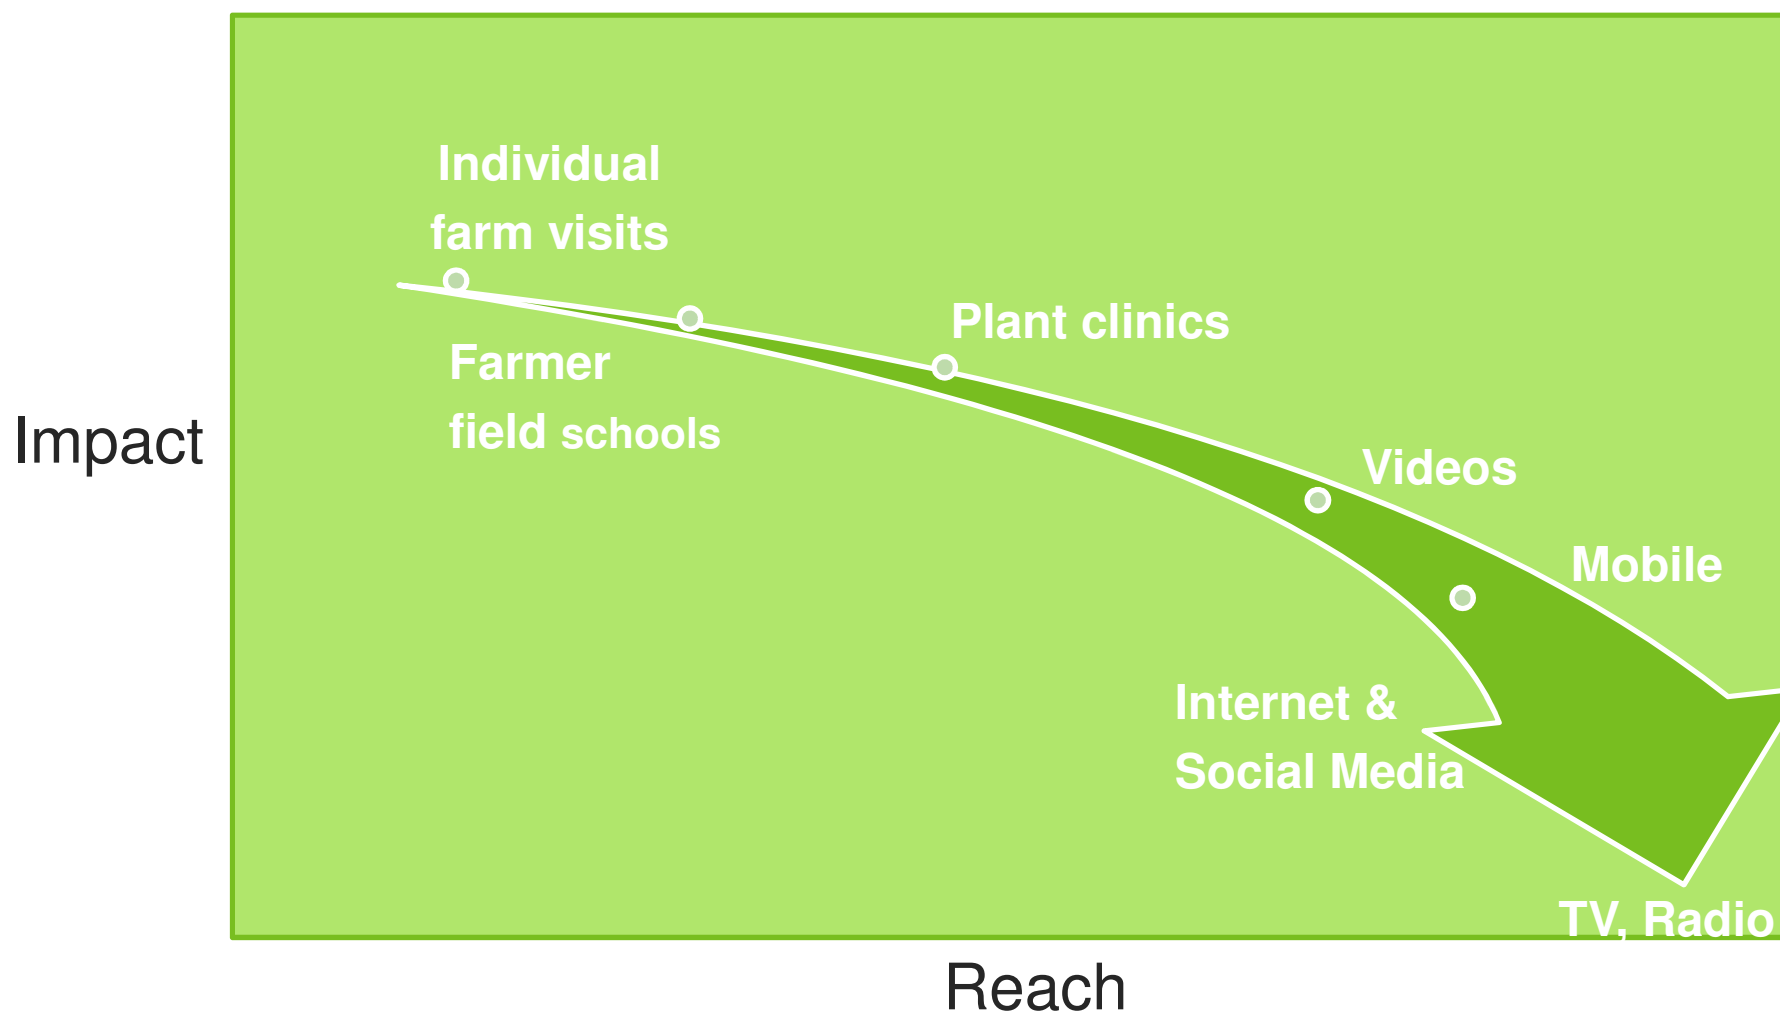 Individual
farm visits
Plant clinics
Farmer
field schools
Impact
Videos
Mobile
Internet &
Social Media
TV, Radio
Reach